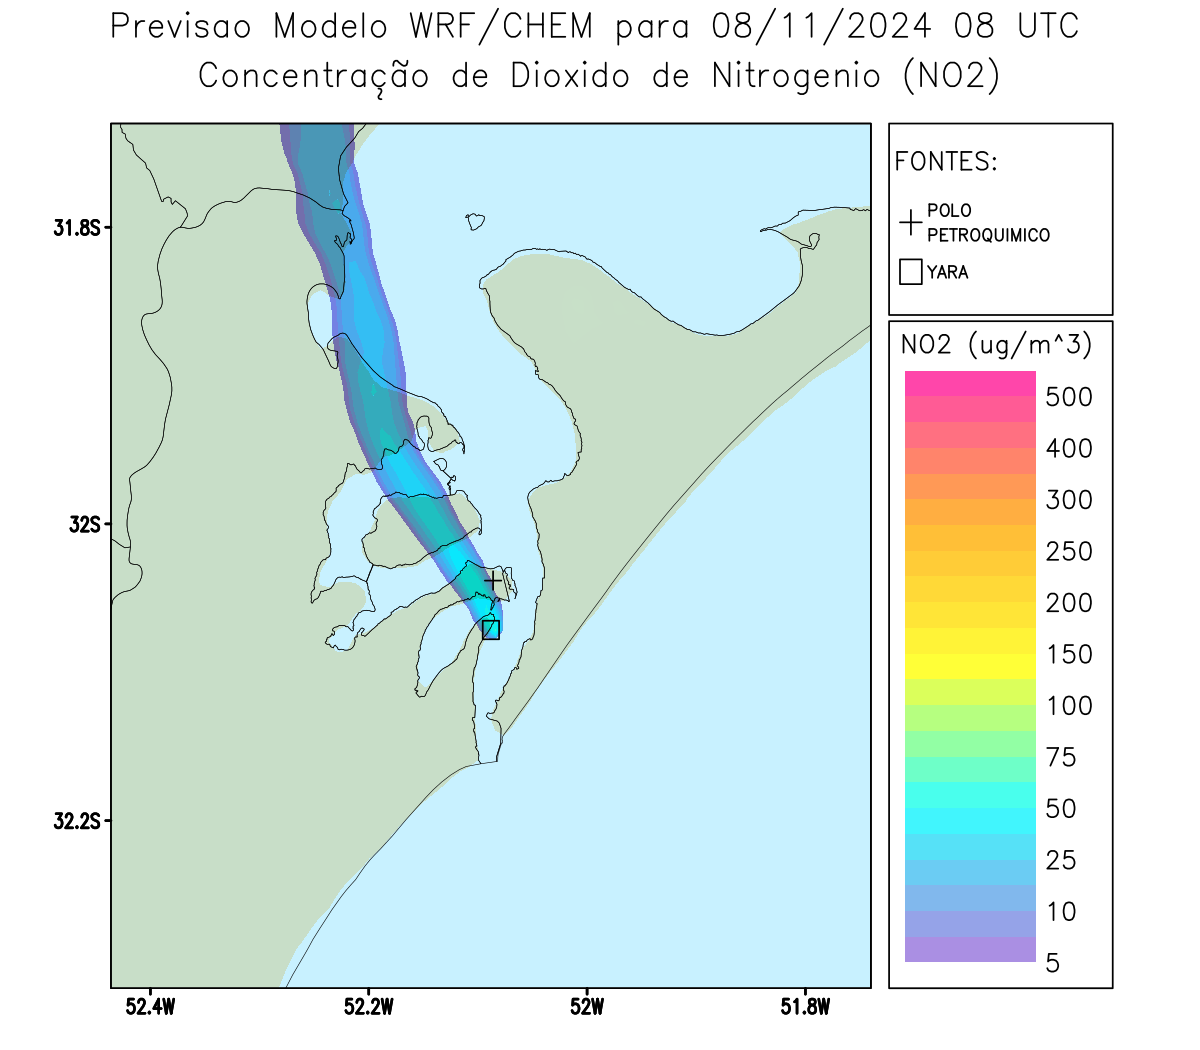 Previsao Modelo WRF/CHEM para 08/11/2024 08 UTC
Concentração de Dioxido de Nitrogenio (NO2)
FONTES:
POLO
PETROQUIMICO
YARA
NO2 (ug/m^3)
500
400
300
250
200
150
100
75
50
25
10
5
31.8S
32S
32.2S
52.4W
52.2W
52W
51.8W